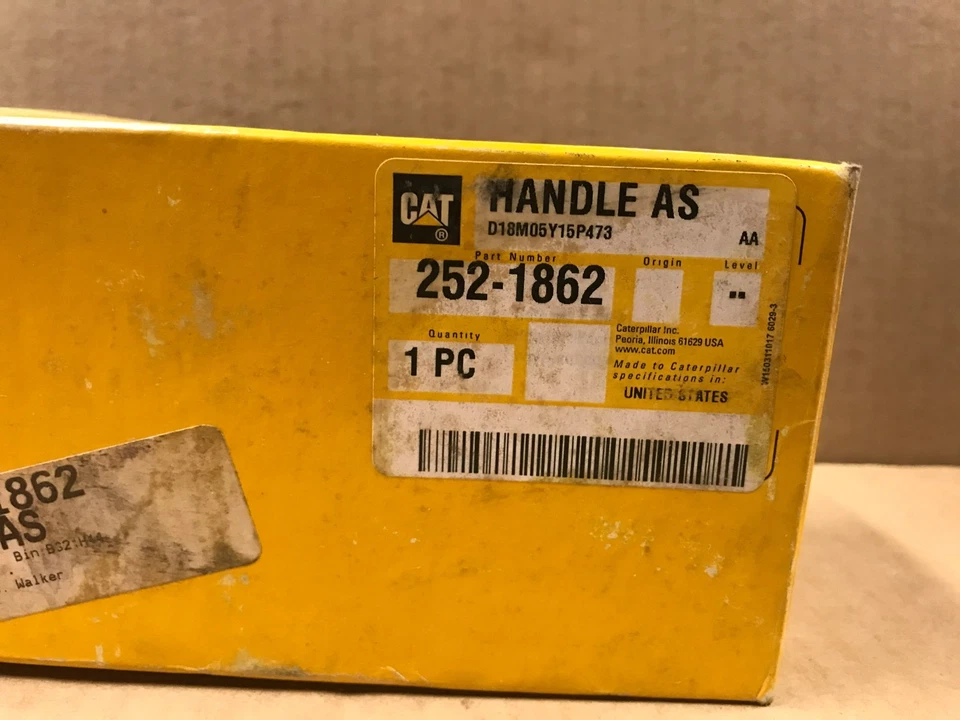 CAT
®
HANDLE AS
D18M05Y15P473
AA
Part Number
Origin
Level
252-1862
--
Quantity
1 PC
Caterpillar Inc.
Peoria, Illinois 61629 USA
www.cat.com
Made to Caterpillar
specifications in:
UNITED STATES
W150311017 6029-3
1862
AS
Bin
Walker